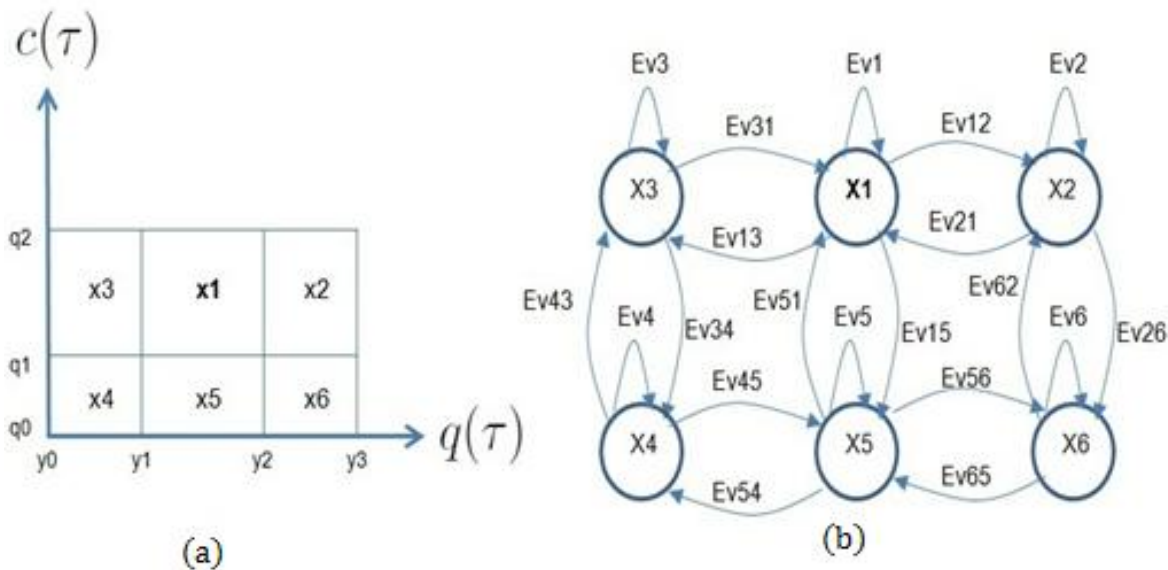 c(τ)
q2
x3 x1 x2
q1
x4 x5 x6
q0
y0 y1 y2 y3
q(τ)
(a)
Ev3 Ev1 Ev2
Ev31 Ev12
X3 X1 X2
Ev13 Ev21
Ev43 Ev4 Ev34 Ev51 Ev5 Ev15 Ev62 Ev6 Ev26
Ev45 Ev56
X4 X5 X6
Ev54 Ev65
(b)